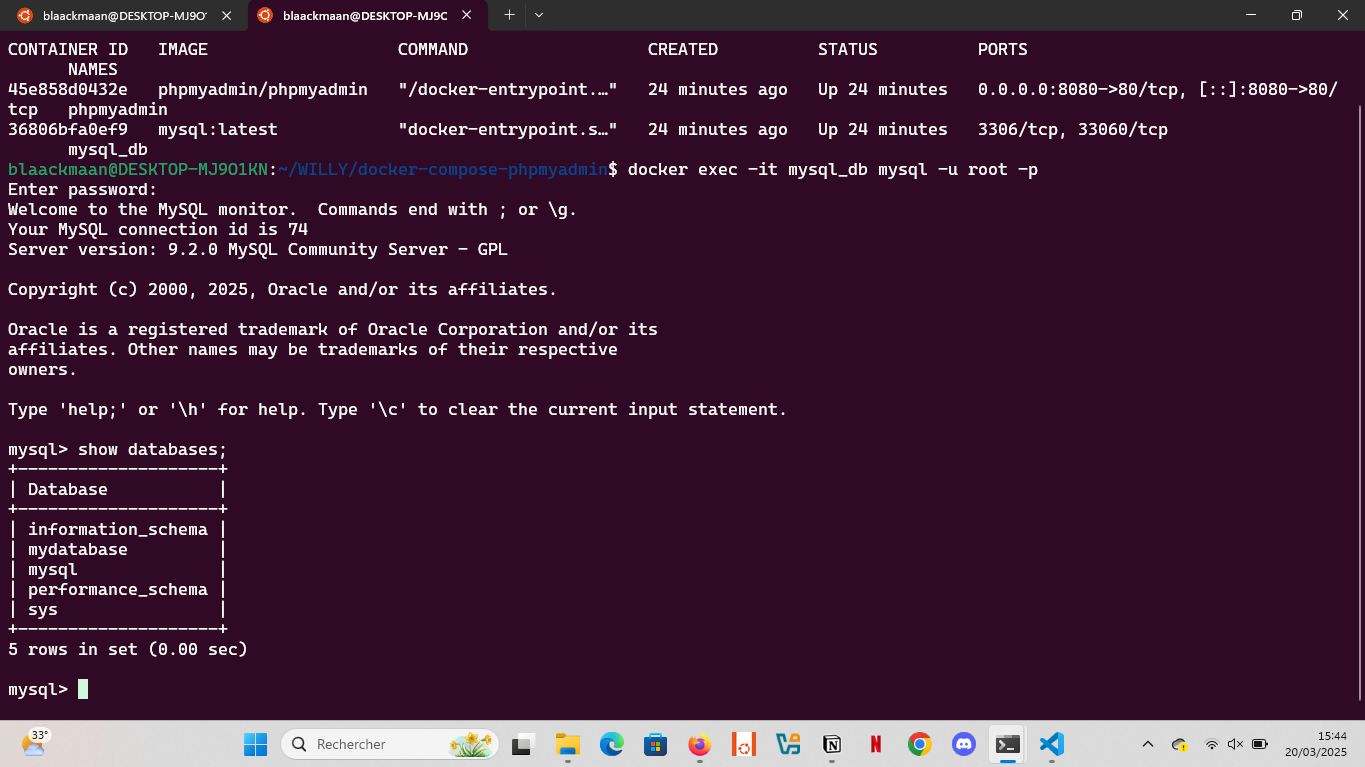 blaackmaan@DESKTOP-MJ9O1
blaackmaan@DESKTOP-MJ9C
CONTAINER ID   IMAGE                   COMMAND                  CREATED          STATUS          PORTS
      NAMES
45e858d0432e   phpmyadmin/phpmyadmin   "/docker-entrypoint.…"   24 minutes ago   Up 24 minutes   0.0.0.0:8080->80/tcp, [::]:8080->80/
tcp   phpmyadmin
36806bfa0ef9   mysql:latest            "docker-entrypoint.s…"   24 minutes ago   Up 24 minutes   3306/tcp, 33060/tcp
      mysql_db
blaackmaan@DESKTOP-MJ9O1KN:~/WILLY/docker-compose-phpmyadmin$ docker exec -it mysql_db mysql -u root -p
Enter password:
Welcome to the MySQL monitor.  Commands end with ; or \g.
Your MySQL connection id is 74
Server version: 9.2.0 MySQL Community Server - GPL
Copyright (c) 2000, 2025, Oracle and/or its affiliates.
Oracle is a registered trademark of Oracle Corporation and/or its
affiliates. Other names may be trademarks of their respective
owners.
Type 'help;' or '\h' for help. Type '\c' to clear the current input statement.
mysql> show databases;
+--------------------+
| Database           |
+--------------------+
| information_schema |
| mydatabase         |
| mysql              |
| performance_schema |
| sys                |
+--------------------+
5 rows in set (0.00 sec)
mysql>
33°
Rechercher
15:44
20/03/2025